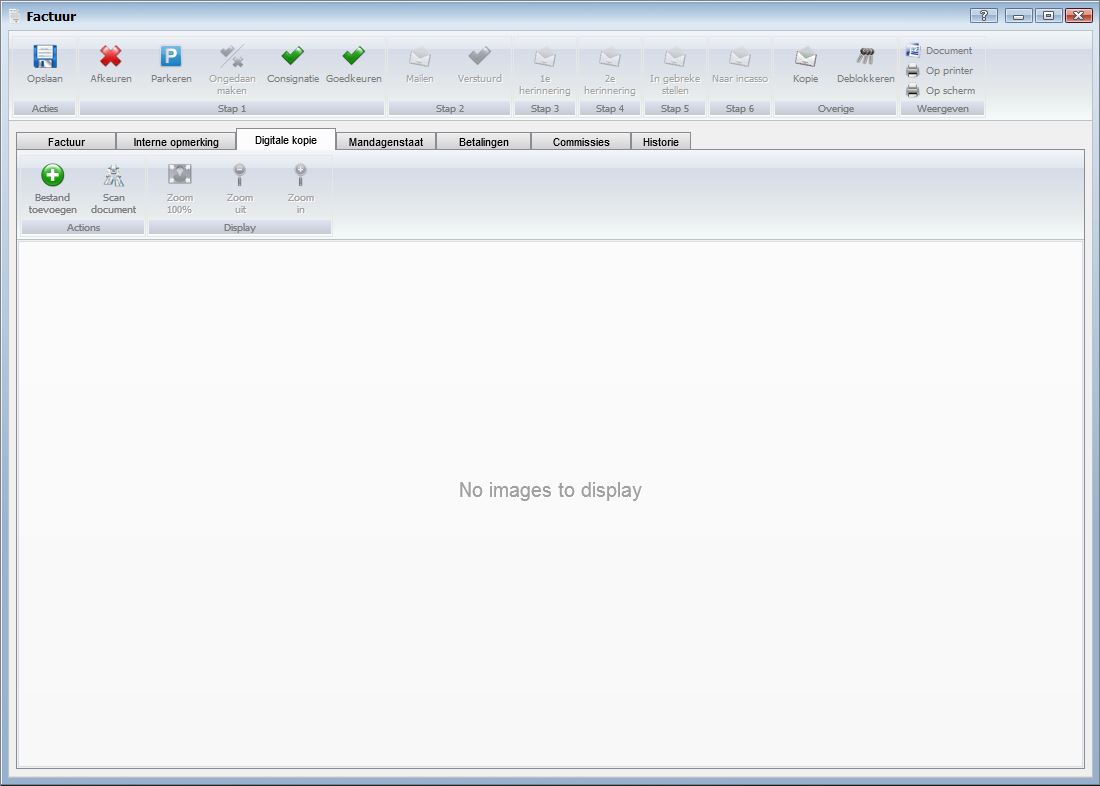 Factuur
Opslaan
Acties
Afkeuren
Parkeren
Ongedaan
maken
Consignatie
Goedkeuren
Stap 1
Mailen
Verstuurd
Stap 2
1e
herinnering
Stap 3
2e
herinnering
Stap 4
In gebreke
stellen
Stap 5
Naar incasso
Stap 6
Kopie
Deblokkeren
Overige
Document
Op printer
Op scherm
Weergeven
Factuur
Interne opmerking
Digitale kopie
Mandagenstaat
Betalingen
Commissies
Historie
Bestand
toevoegen
Scan
document
Actions
Zoom
100%
Zoom
uit
Zoom
in
Display
No images to display